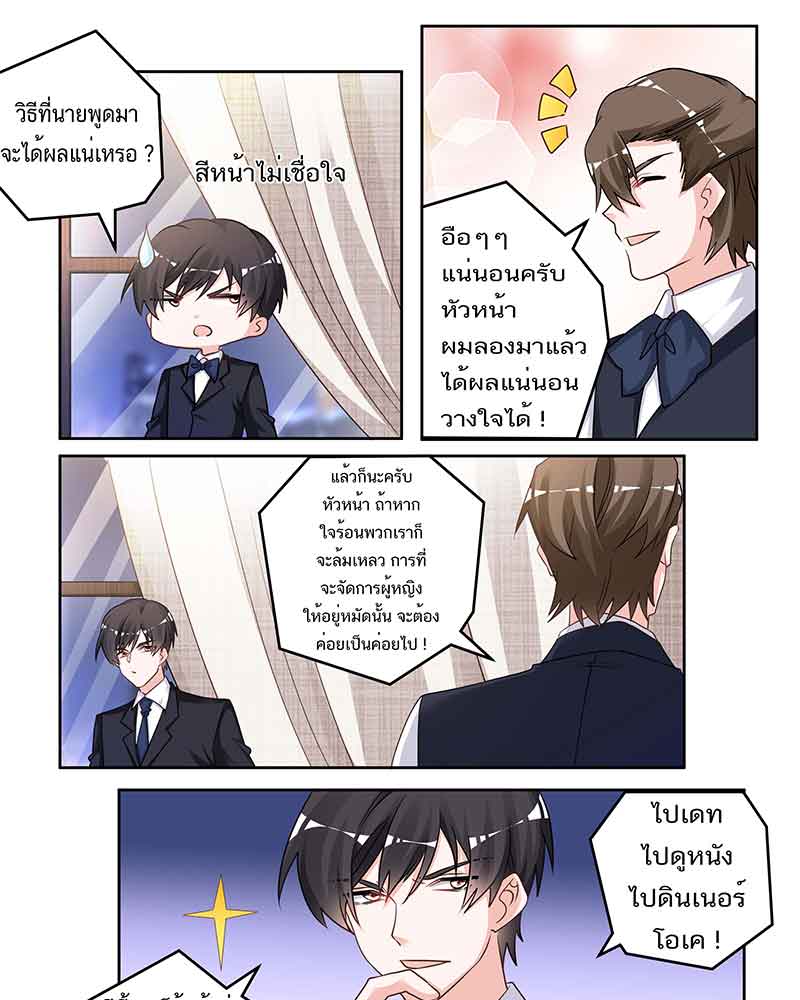 วิธีที่นายพูดมา
จะได้ผลแน่เหรอ ?
สีหน้าไม่เชื่อใจ
อือๆๆ
แน่นอนครับ
หัวหน้า
ผมลองมาแล้ว
ได้ผลแน่นอน
วางใจได้ !
แล้วก็นะครับ
หัวหน้า ถ้าหาก
ใจร้อนพวกเราก็
จะล้มเหลว การที่
จะจัดการผู้หญิง
ให้อยู่หมัดนั้น จะต้อง
ค่อยเป็นค่อยไป !
ไปเดท
ไปดูหนัง
ไปดินเนอร์
โอเค !